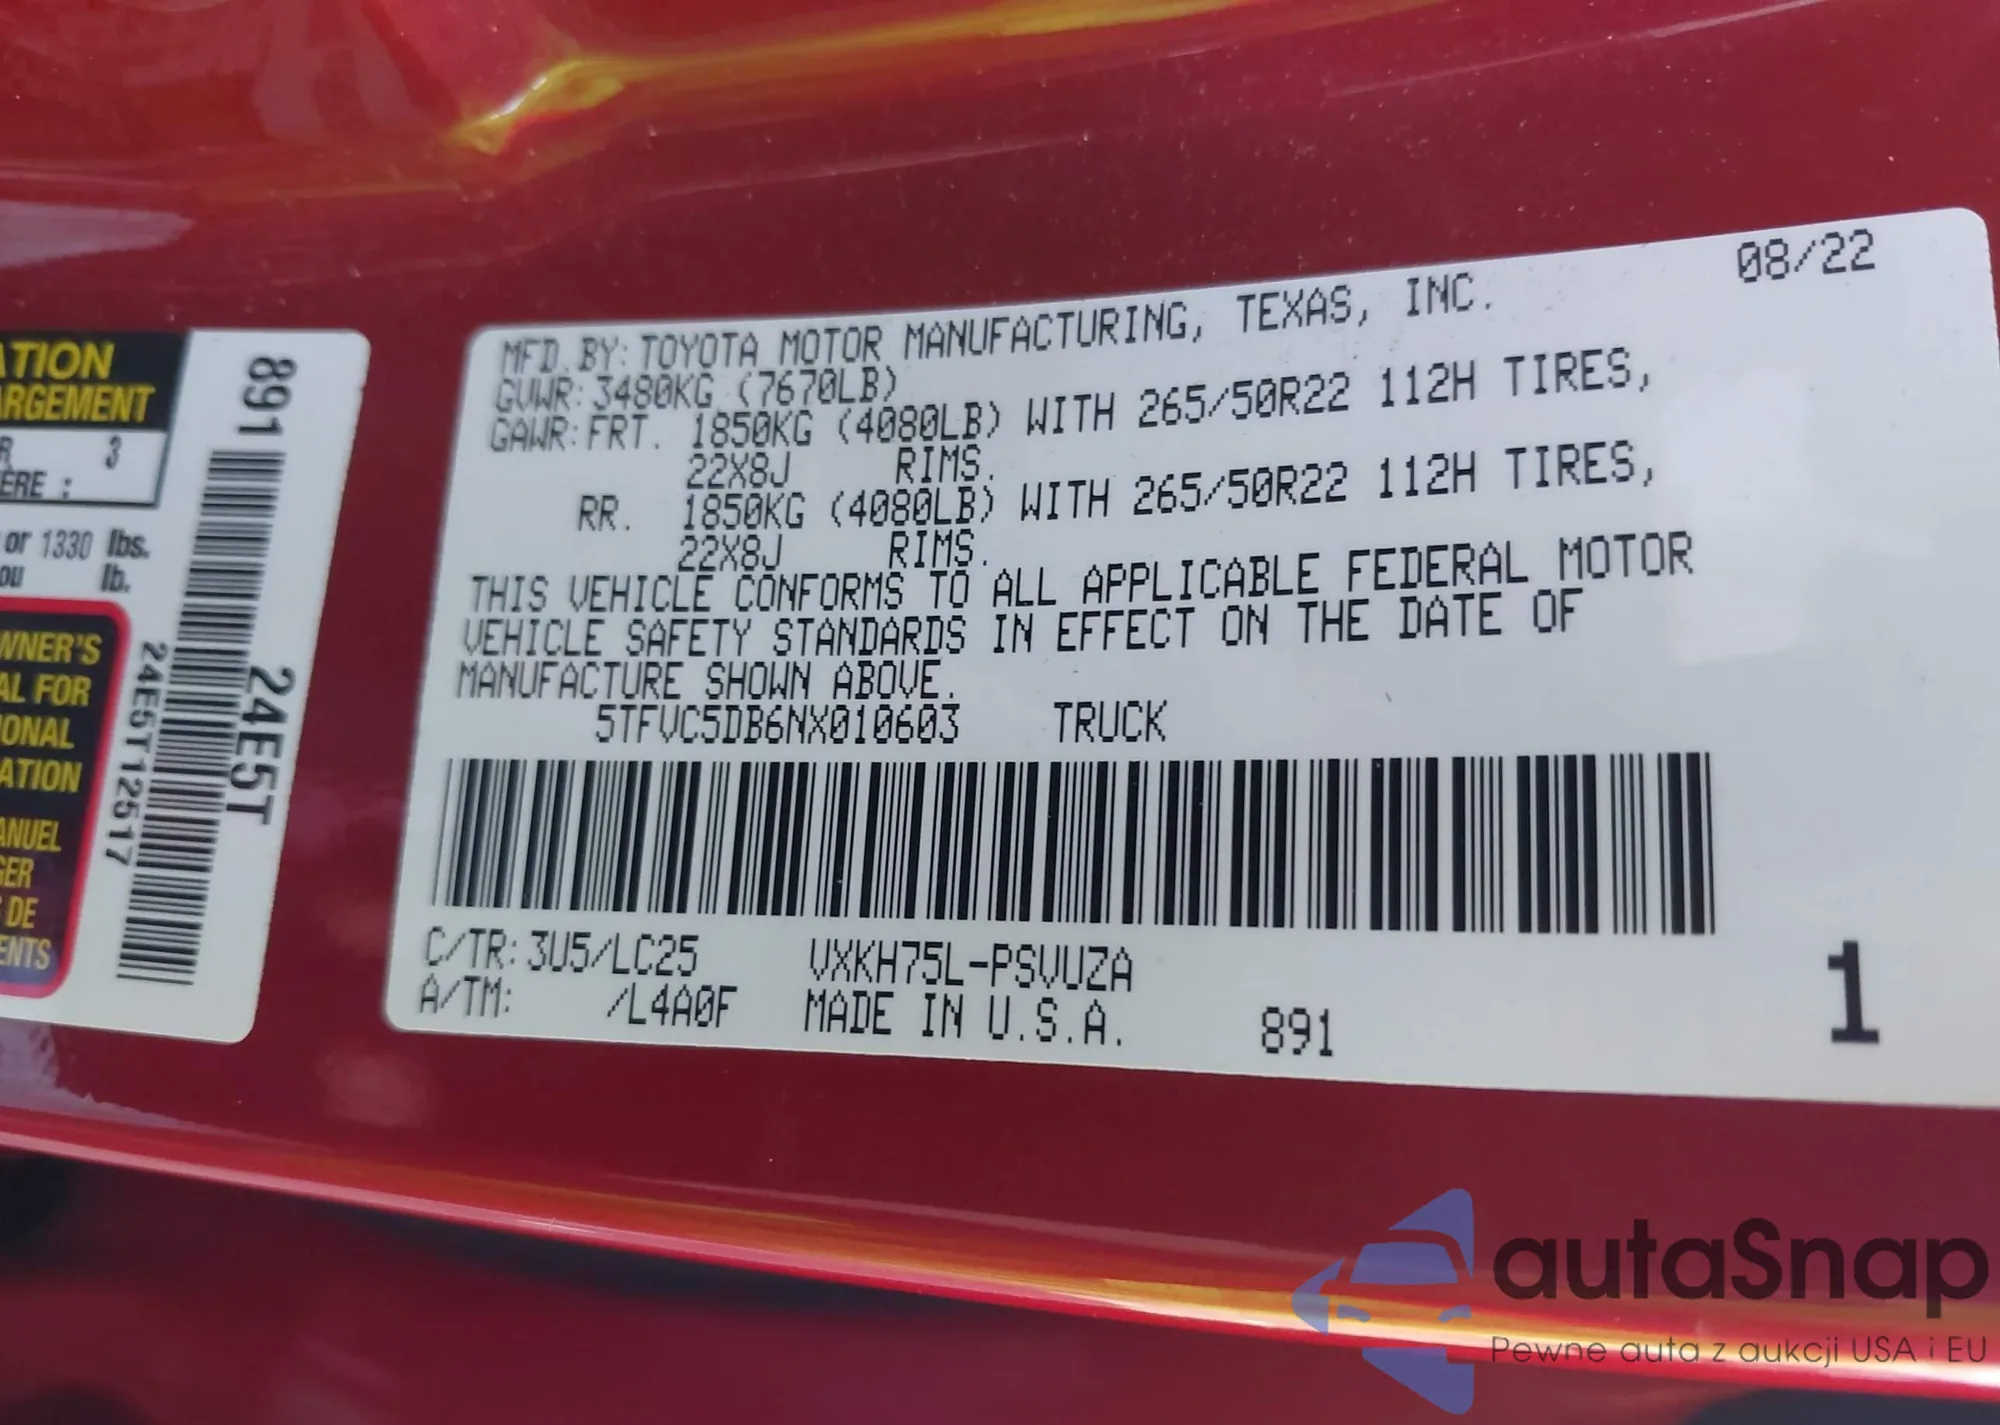 ATION
ARGEMENT
R 3
ERE :
or 1330 lbs.
ou lb.
WNER'S
AL FOR
ONAL
ATION
ANUEL
GER
DE
ENTS
891
24E5T
24E5T12517
08/22
MFD.BY:TOYOTA MOTOR MANUFACTURING, TEXAS, INC.
GVWR:3480KG (7670LB)
GAWR:FRT. 1850KG (4080LB) WITH 265/50R22 112H TIRES,
22X8J RIMS.
RR. 1850KG (4080LB) WITH 265/50R22 112H TIRES,
22X8J RIMS.
THIS VEHICLE CONFORMS TO ALL APPLICABLE FEDERAL MOTOR
VEHICLE SAFETY STANDARDS IN EFFECT ON THE DATE OF
MANUFACTURE SHOWN ABOVE.
5TFVC5DB6NX010603 TRUCK
C/TR:3U5/LC25 VXKH75L-PSVUZA
A/TM: /L4A0F MADE IN U.S.A. 891
1
autaSnap
Pewne auta z aukcji USA i EU